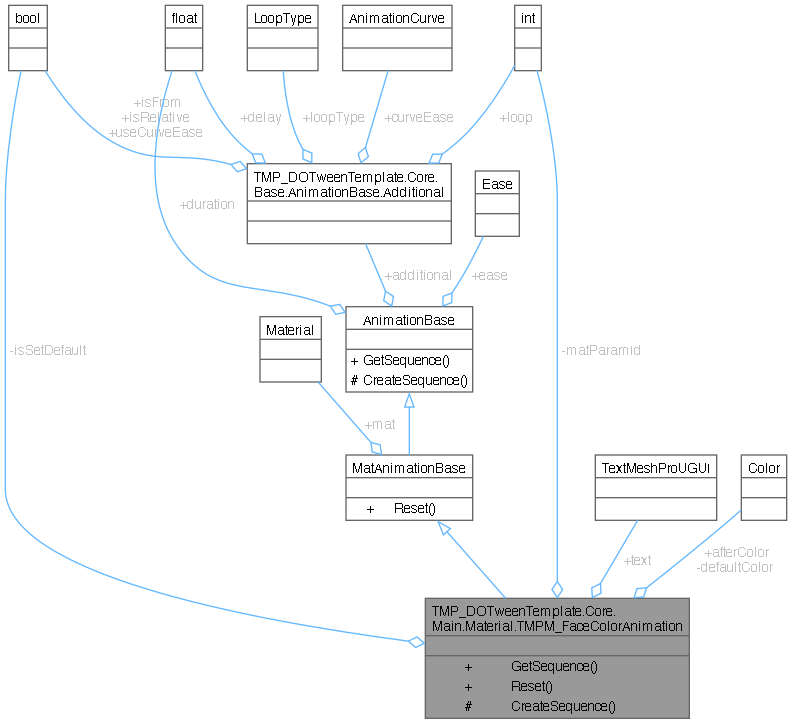 bool
float
LoopType
AnimationCurve
int
+isFrom
+isRelative
+useCurveEase
+delay
+loopType
+curveEase
+loop
TMP_DOTweenTemplate.Core.
Base.AnimationBase.Additional
Ease
+duration
+additional
+ease
AnimationBase
+ GetSequence()
# CreateSequence()
Material
-isSetDefault
-matParamId
+mat
MatAnimationBase
+ Reset()
TextMeshProUGUI
Color
+text
+afterColor
-defaultColor
TMP_DOTweenTemplate.Core.
Main.Material.TMPM_FaceColorAnimation
+ GetSequence()
+ Reset()
# CreateSequence()